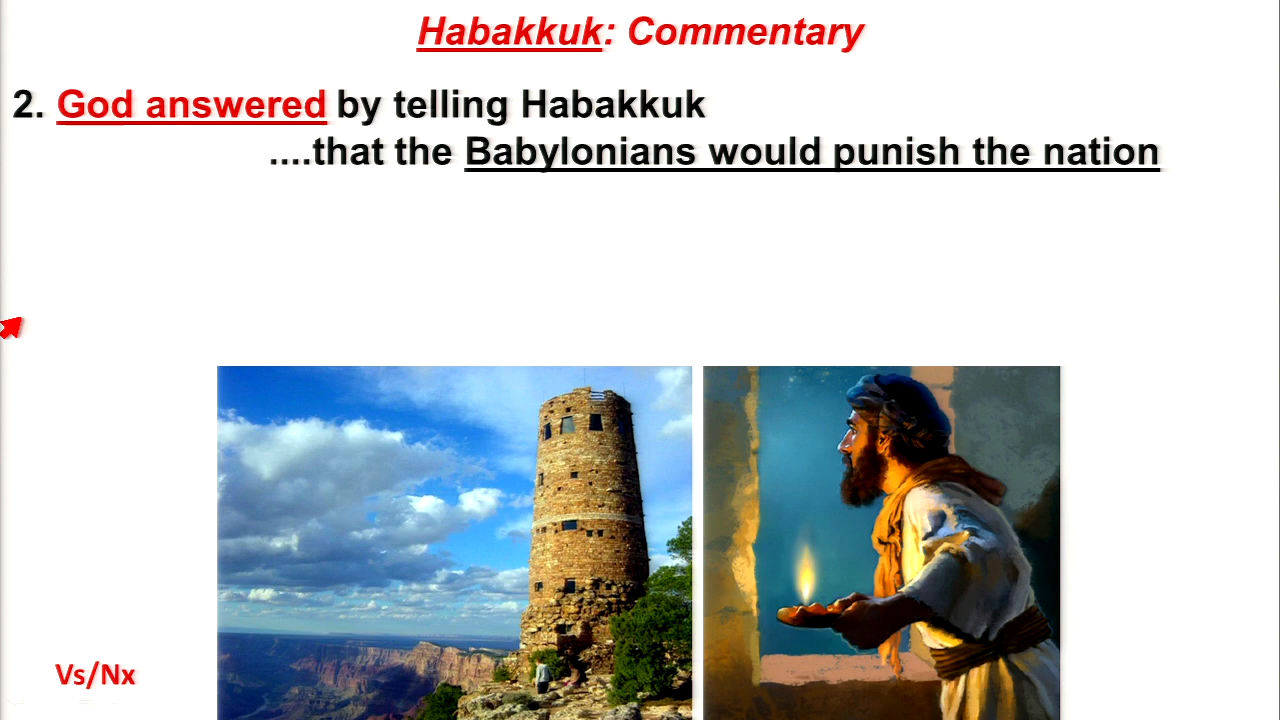 Habakkuk: Commentary
2. God answered by telling Habakkuk
....that the Babylonians would punish the nation
Vs/Nx